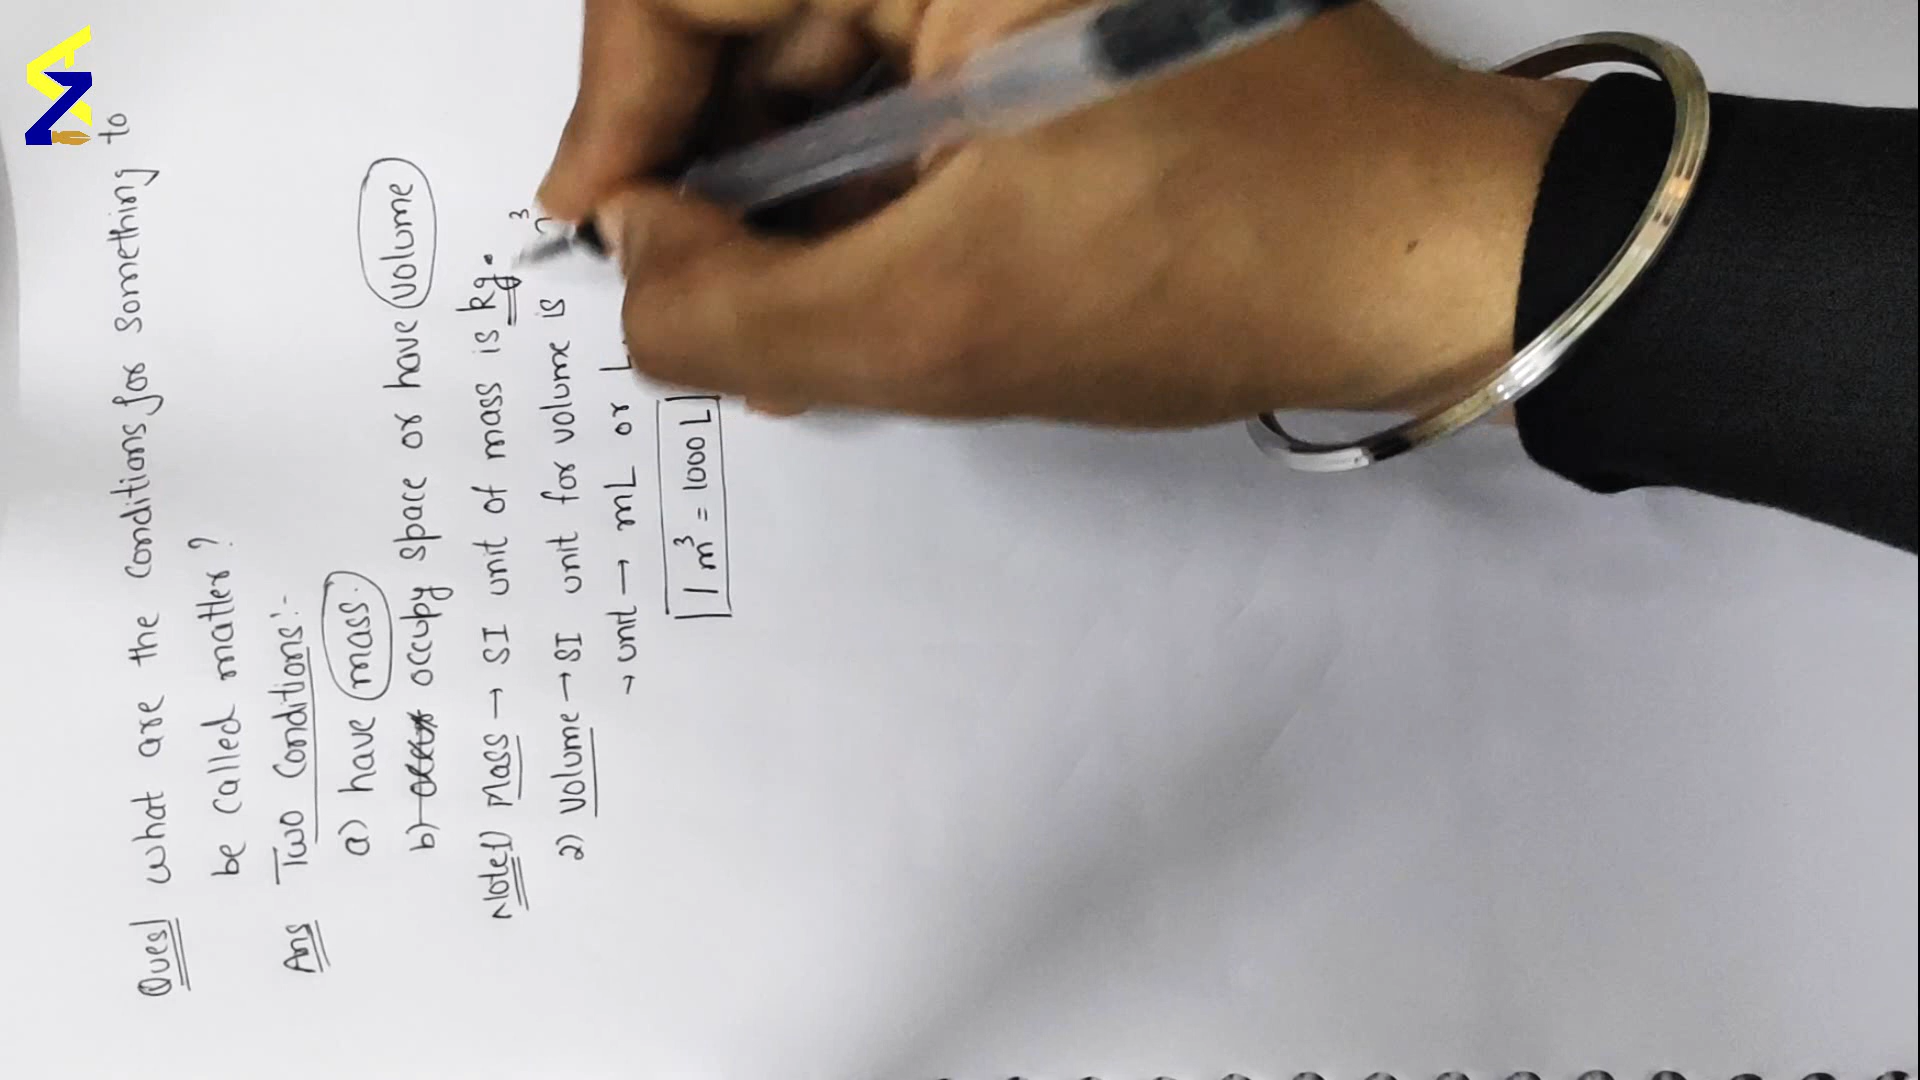 Ques] what are the conditions for something to
be called matter?
Ans Two Conditions:-
a) have mass.
b) occupy space or have volume
Note1) Mass → SI unit of mass is kg.
2) Volume → SI unit for volume is
→ unit → mL or L
1 m³ = 1000 L